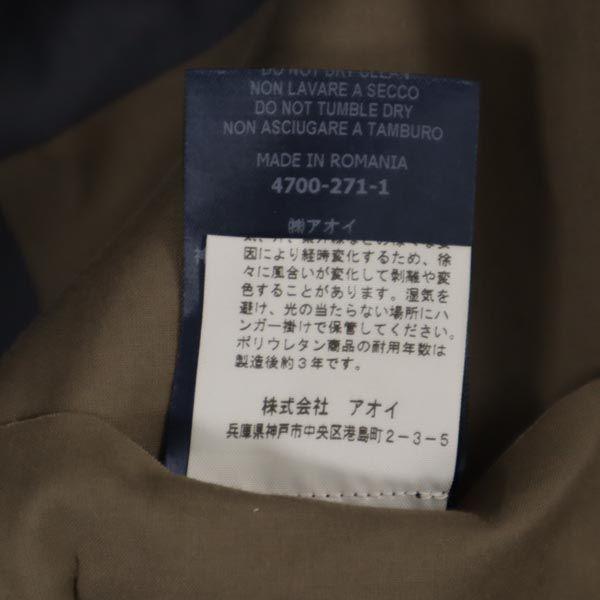 DO NOT DRY CLEAN
NON LAVARE A SECCO
DO NOT TUMBLE DRY
NON ASCIUGARE A TAMBURO
MADE IN ROMANIA
4700-271-1
㈱アオイ
因により経時変化するため、徐
々に風合いが変化して剥離や変
色することがあります。湿気を
避け、光の当たらない場所にハ
ンガー掛けで保管してください。
ポリウレタン商品の耐用年数は
製造後約3年です。
株式会社 アオイ
兵庫県神戸市中央区港島町2-3-5